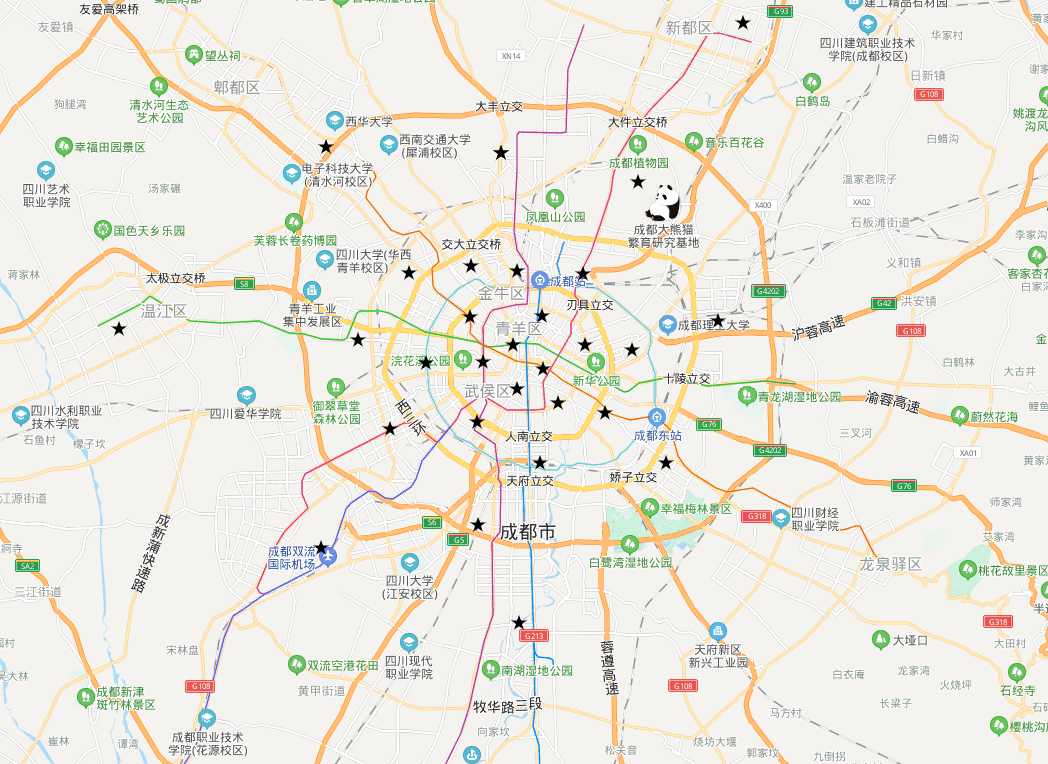 友爱高架桥
友爱镇
G93
建工精品石材园
新都区
华家村
四川建筑职业技术
学院(成都校区)
望丛祠
XN14
日新镇
谢家
郫都区
清水河生态
艺术公园
狗腿湾
大丰立交
G108
白鹤岛
姚渡龙
沟风
西华大学
大件立交桥
西南交通大学
(犀浦校区)
音乐百花谷
白蜡沟
幸福田园景区
成都植物园
四川艺术
职业学院
汤家碾
电子科技大学
(清水河校区)
温家老院子
X400
XA02
凤凰山公园
石板滩街道
国色天乡乐园
芙蓉长卷药博园
成都大熊猫
繁育研究基地
李家沟
交大立交桥
四川大学(华西
青羊校区)
义和镇
客家杏花
蒋家林
太极立交桥
S8
成都站
G4202
白家河
温江区
青羊工业
集中发展区
金牛区
刃具立交
G42
洪安镇
青羊区
成都理工大学
沪蓉高速
G108
浣花溪公园
新华公园
白鹤林
十陵立交
大古井
武侯区
四川爱华学院
御翠草堂
森林公园
青龙湖湿地公园
渝蓉高速
四川水利职业
技术学院
石鱼村
西三环
成都东站
G76
蔚然花海
鲤鱼
三叉河
檬子坎
人南立交
G4202
XA01
黄家
天府立交
娇子立交
G76
江源街道
幸福梅林景区
师家湾
成新蒲快速路
S6
G5
成都市
G318
四川财经
职业学院
艾家湾
SA2
成都双流
国际机场
白鹭湾湿地公园
龙泉驿区
桃花故里景区
三江街道
四川大学
(江安校区)
G318
G213
天府新区
新兴工业园
大垭口
大田村
宋林盘
双流空港花田
四川现代
职业学院
南湖湿地公园
蓉遵高速
龙家湾
白衣庵
火烧坪
石经寺
G108
黄甲街道
G108
成都新津
斑竹林景区
牧华路三段
长梁子
马方村
成都职业技术
学院(花源校区)
向家坎
樱桃沟
崔林
谭湾
松关音
烧坊大堰
郭家坟
九倒拐